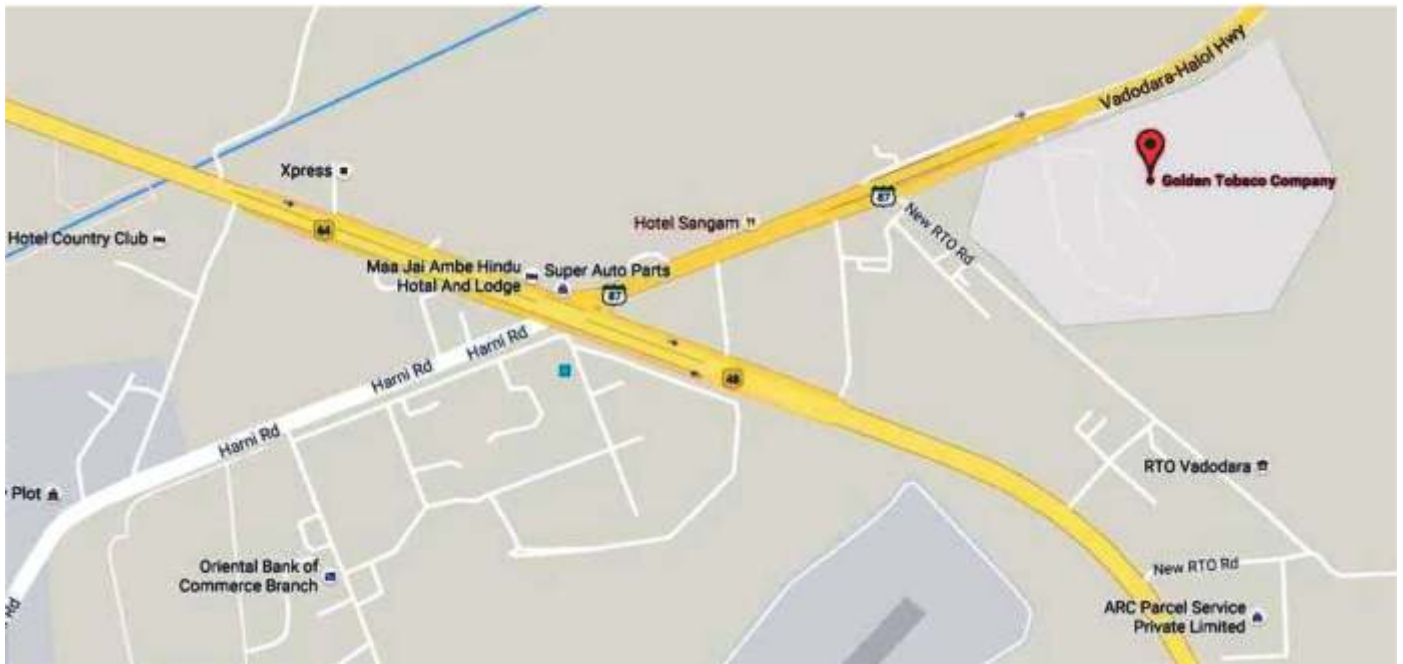 Vadodara-Halol Hwy
Golden Tobaco Company
Xpress
64
87
Hotel Sangam
New RTO Rd
Hotel Country Club
Maa Jai Ambe Hindu
Hotal And Lodge
Super Auto Parts
87
Harni Rd
Harni Rd
48
Harni Rd
RTO Vadodara
Plot
Oriental Bank of
Commerce Branch
New RTO Rd
ARC Parcel Service
Private Limited
Rd